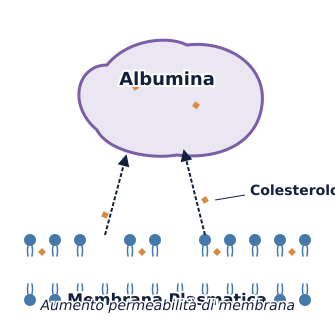 Albumina
Colesterolo
Membrana Plasmatica
Aumento permeabilità di membrana